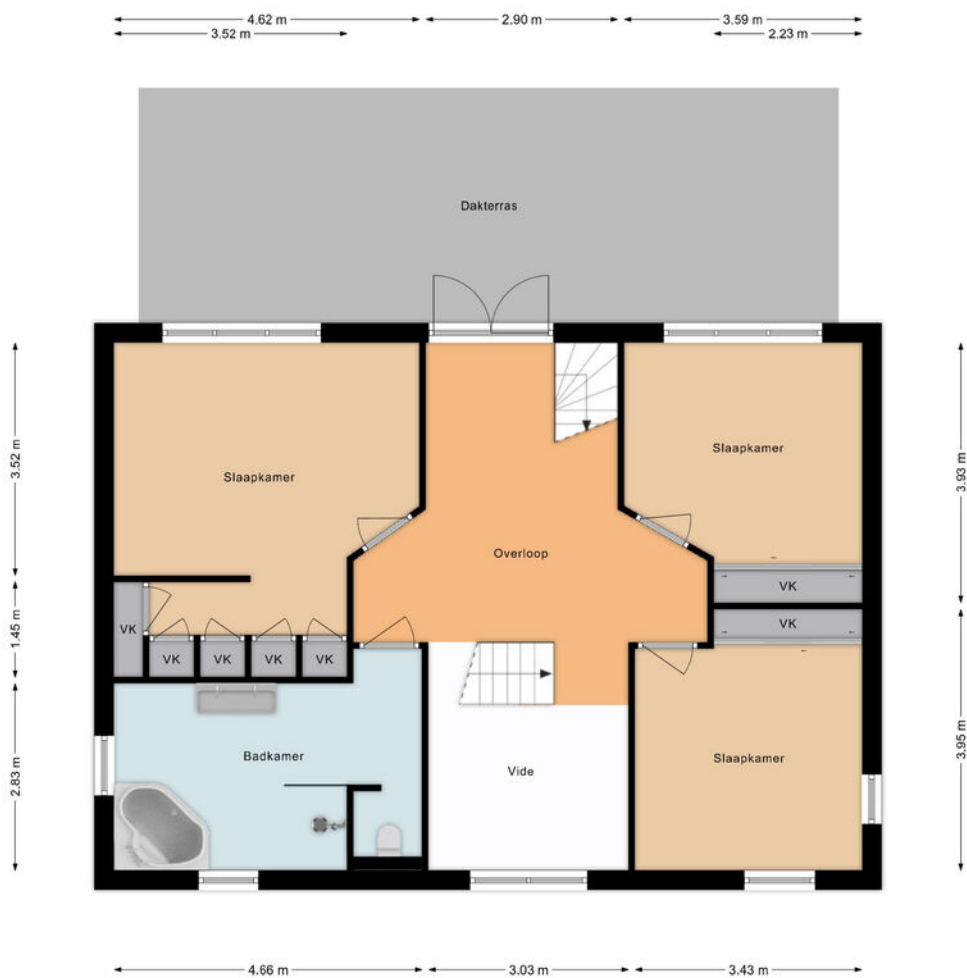 4.62 m
2.90 m
3.59 m
3.52 m
2.23 m
Dakterras
3.52 m
1.45 m
2.83 m
3.93 m
3.95 m
Slaapkamer
Slaapkamer
Overloop
VK
VK
VK
VK
VK
VK
VK
Badkamer
Vide
Slaapkamer
4.66 m
3.03 m
3.43 m